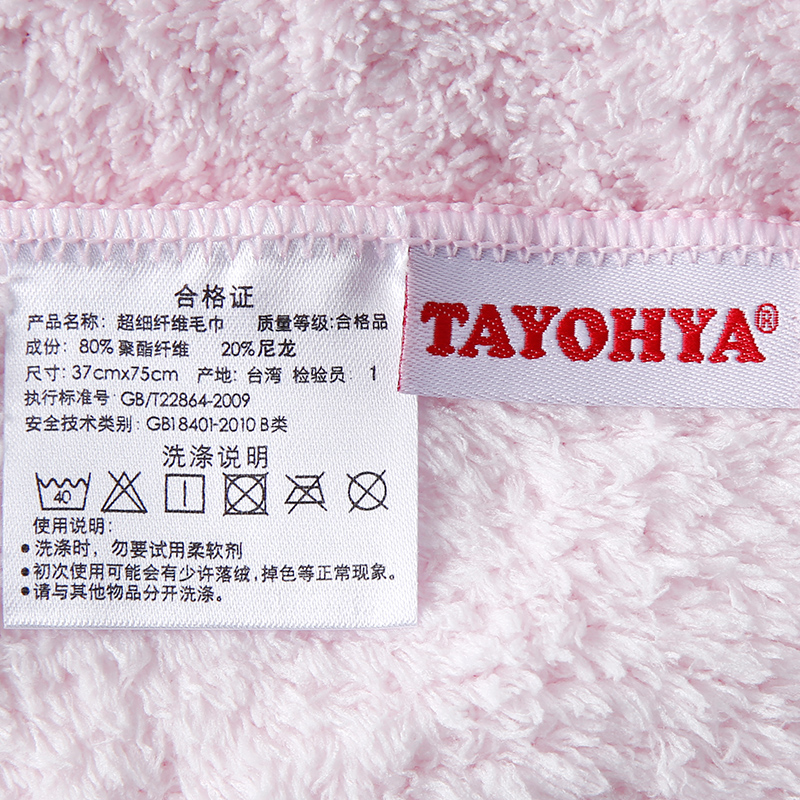 合格证
产品名称: 超细纤维毛巾 质量等级:合格品
成份: 80% 聚酯纤维 20% 尼龙
尺寸: 37cmx75cm 产地: 台湾 检验员: 1
执行标准号: GB/T22864-2009
安全技术类别: GB18401-2010 B类
洗涤说明
40
使用说明:
●洗涤时，勿要试用柔软剂
●初次使用可能会有少许落绒，掉色等正常现象。
●请与其他物品分开洗涤。
TAYOHYA®